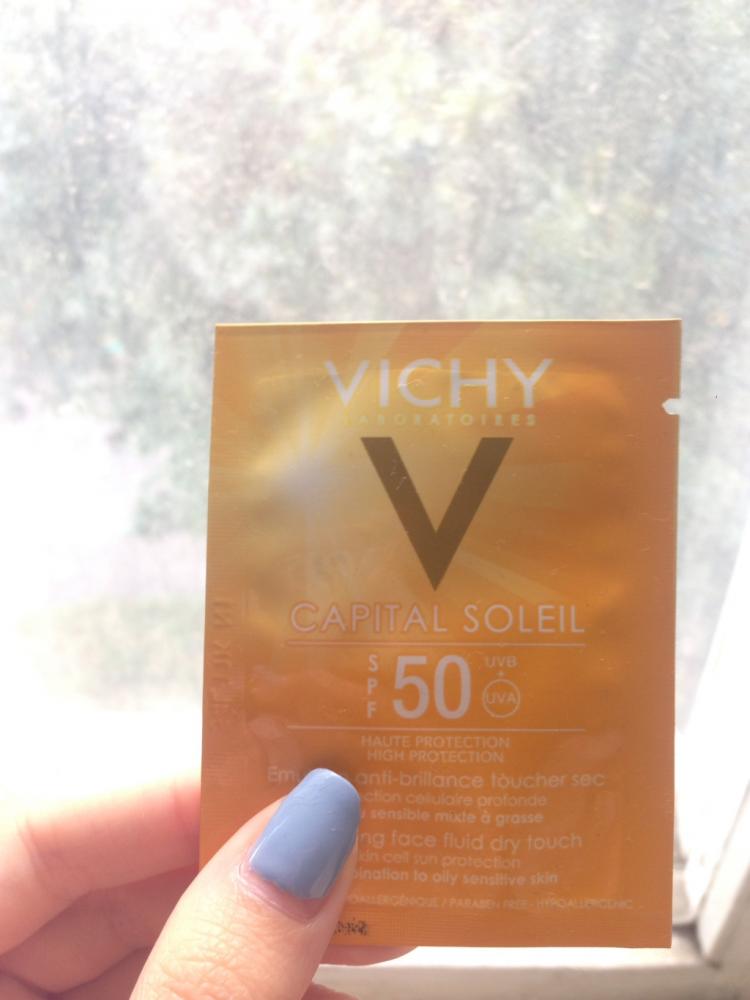 VICHY
LABORATOIRES
V
CAPITAL SOLEIL
SPF 50 UVB + UVA
HAUTE PROTECTION
HIGH PROTECTION
anti-brillance toucher sec
cellulaire profonde
sensible mixte à grasse
face fluid dry touch
cell sun protection
to oily sensitive skin
PARABEN FREE - HYPOALLERGENIC